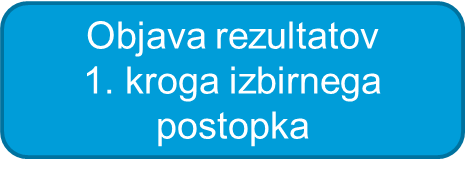 Objava rezultatov
1. kroga izbirnega
postopka